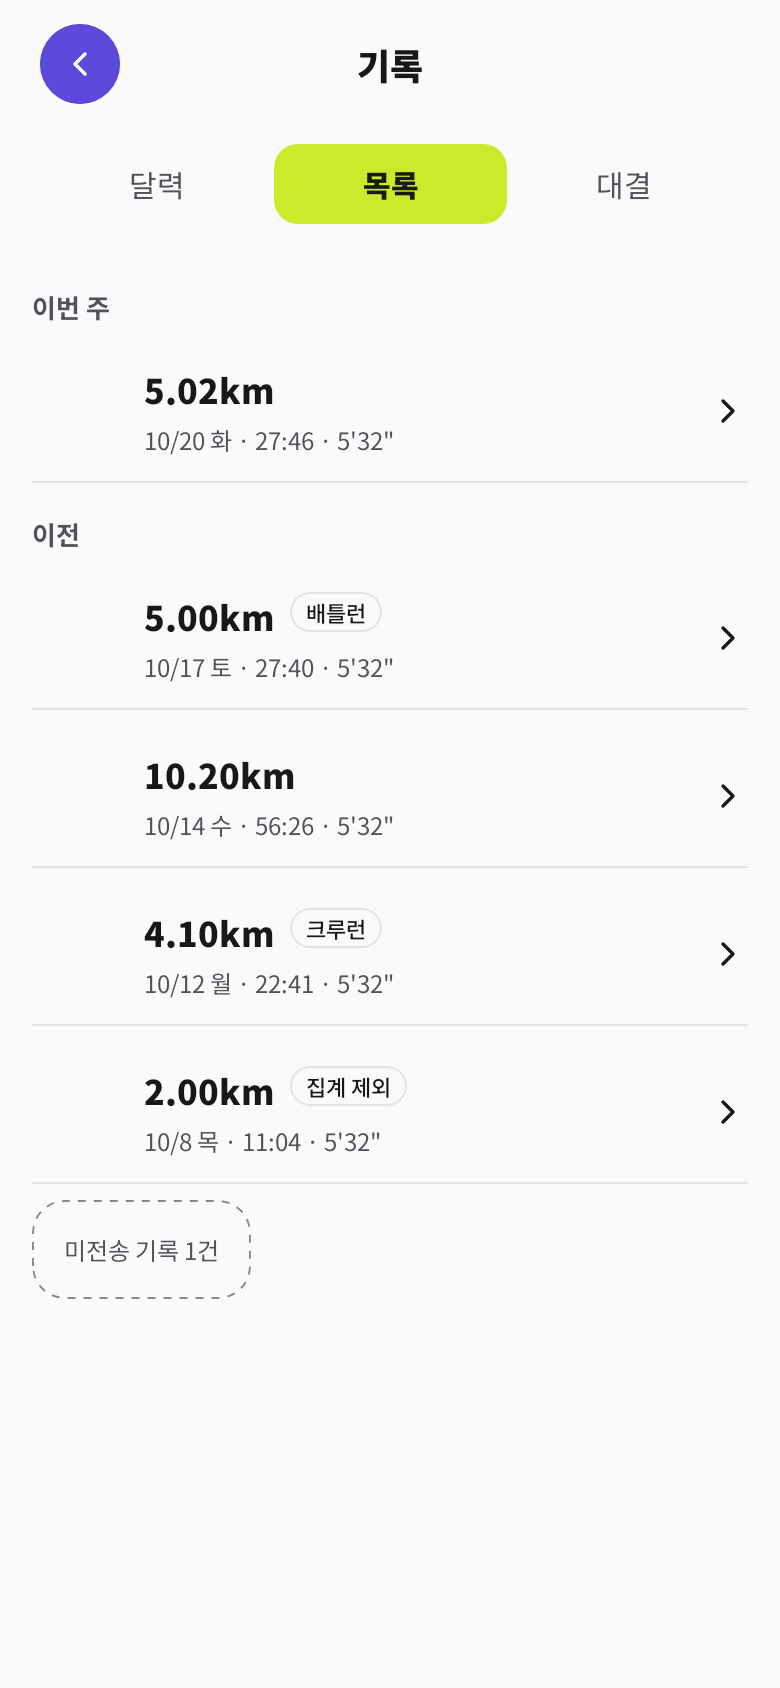 기록
달력
목록
대결
이번 주
5.02km
10/20 화 · 27:46 · 5'32"
이전
5.00km 배틀런
10/17 토 · 27:40 · 5'32"
10.20km
10/14 수 · 56:26 · 5'32"
4.10km 크루런
10/12 월 · 22:41 · 5'32"
2.00km 집계 제외
10/8 목 · 11:04 · 5'32"
미전송 기록 1건